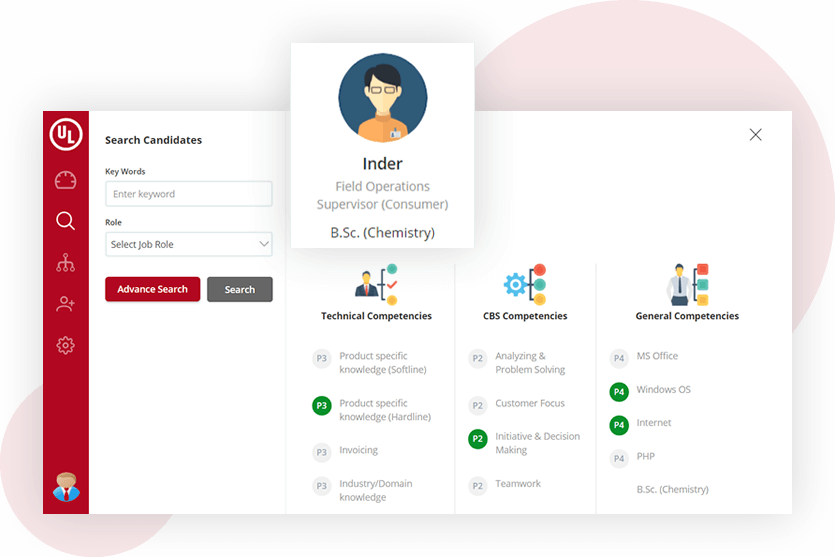 UL
Search Candidates
Key Words
Enter keyword
Role
Select Job Role
Advance Search
Search
Inder
Field Operations
Supervisor (Consumer)
B.Sc. (Chemistry)
Technical Competencies
P3 Product specific
knowledge (Softline)
P3 Product specific
knowledge (Hardline)
P3 Invoicing
P3 Industry/Domain
knowledge
CBS Competencies
P2 Analyzing &
Problem Solving
P2 Customer Focus
P2 Initiative & Decision
Making
P2 Teamwork
General Competencies
P4 MS Office
P4 Windows OS
P4 Internet
P4 PHP
B.Sc. (Chemistry)